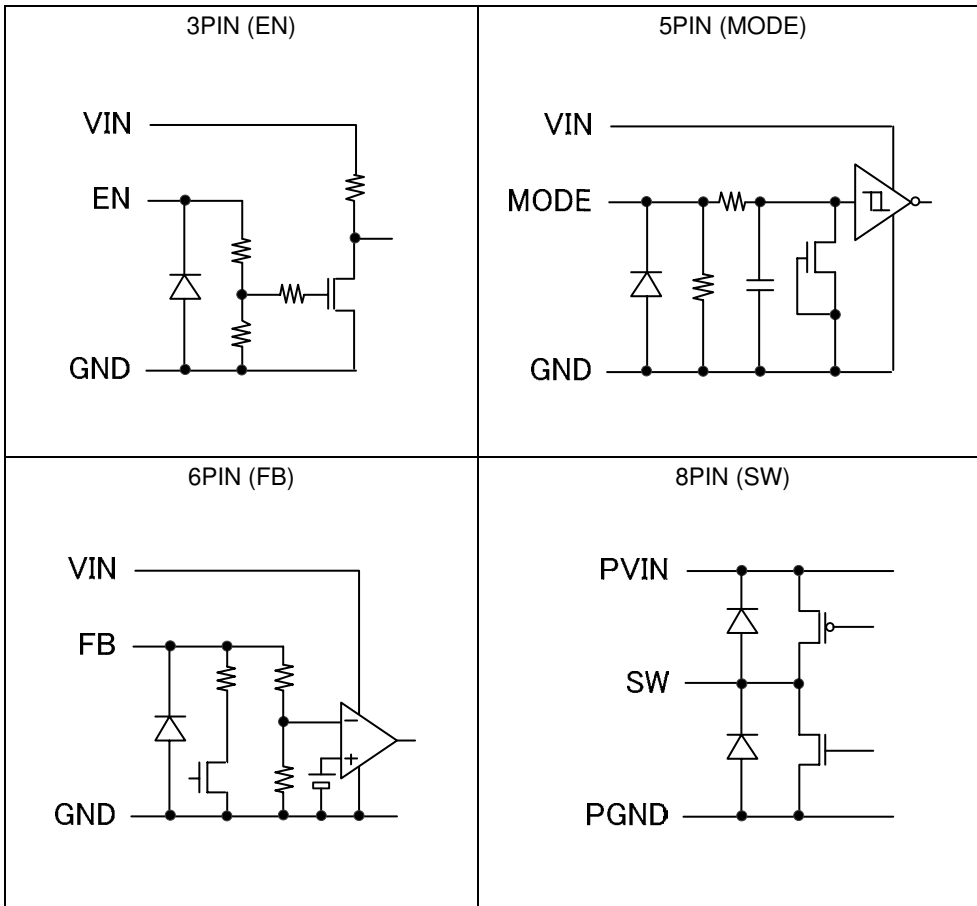 3PIN (EN)
VIN
EN
GND
5PIN (MODE)
VIN
MODE
GND
6PIN (FB)
VIN
FB
GND
8PIN (SW)
PVIN
SW
PGND